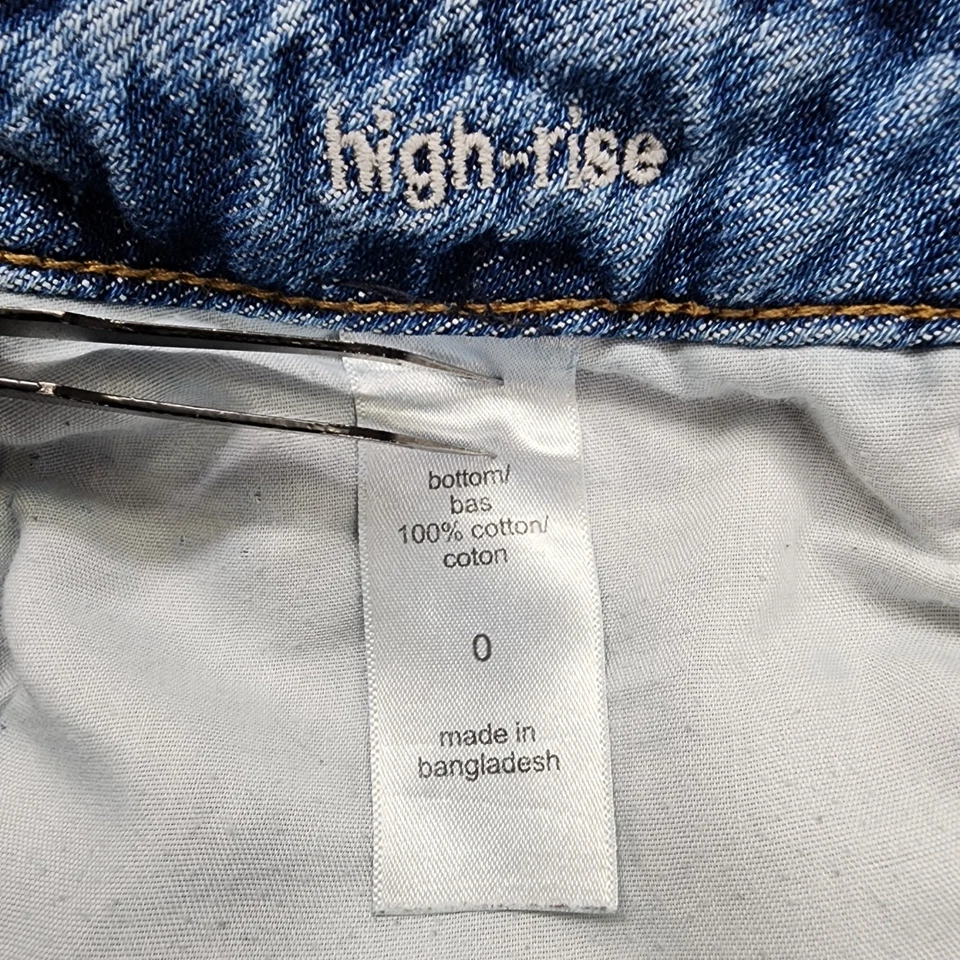 high-rise
bottom/
bas
100% cotton/
coton
0
made in
bangladesh